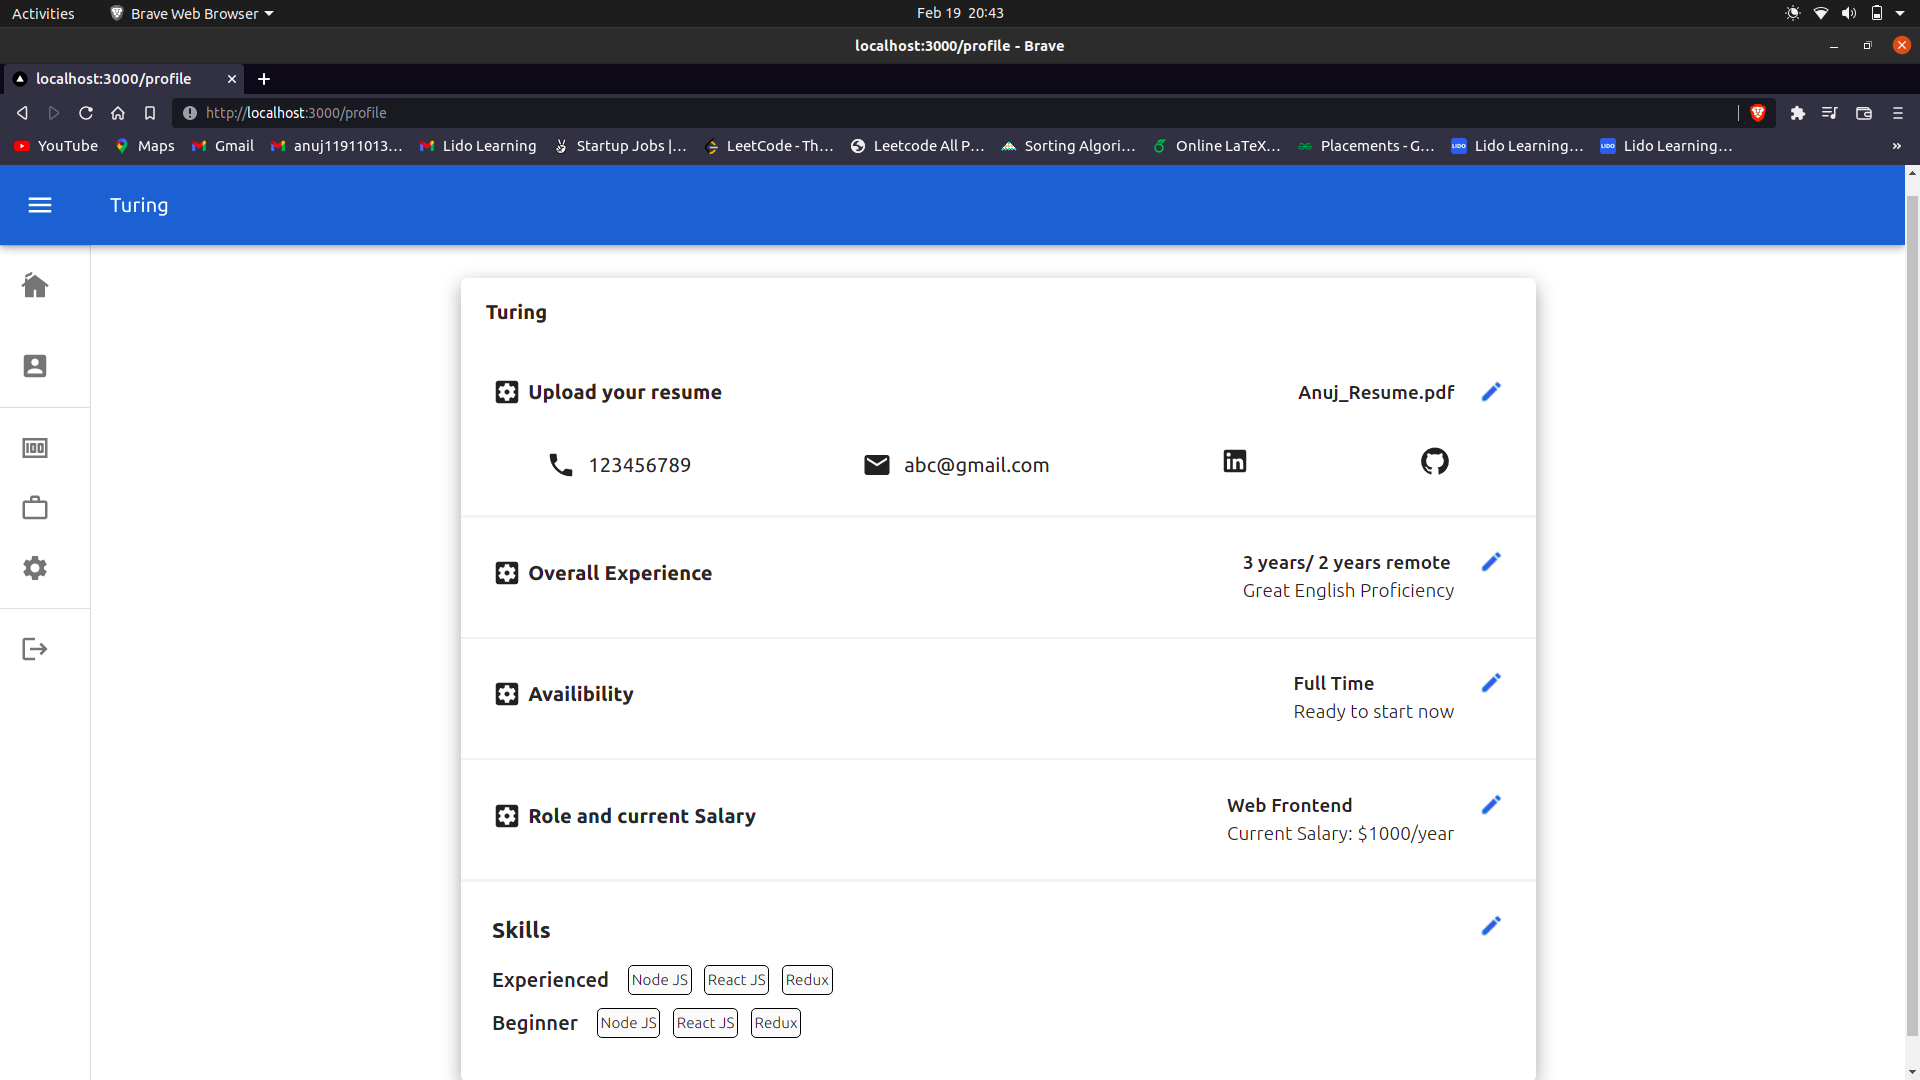 Activities Brave Web Browser Feb 19 20:43
localhost:3000/profile - Brave
localhost:3000/profile
http://localhost:3000/profile
YouTube Maps Gmail anuj11911013... Lido Learning Startup Jobs |... LeetCode - Th... Leetcode All P... Sorting Algori... Online LaTeX... Placements - G... LIDO Lido Learning... LIDO Lido Learning... »
Turing
Turing
Upload your resume Anuj_Resume.pdf
123456789 abc@gmail.com in
100
Overall Experience 3 years/ 2 years remote
Great English Proficiency
Availibility Full Time
Ready to start now
Role and current Salary Web Frontend
Current Salary: $1000/year
Skills
Experienced Node JS React JS Redux
Beginner Node JS React JS Redux